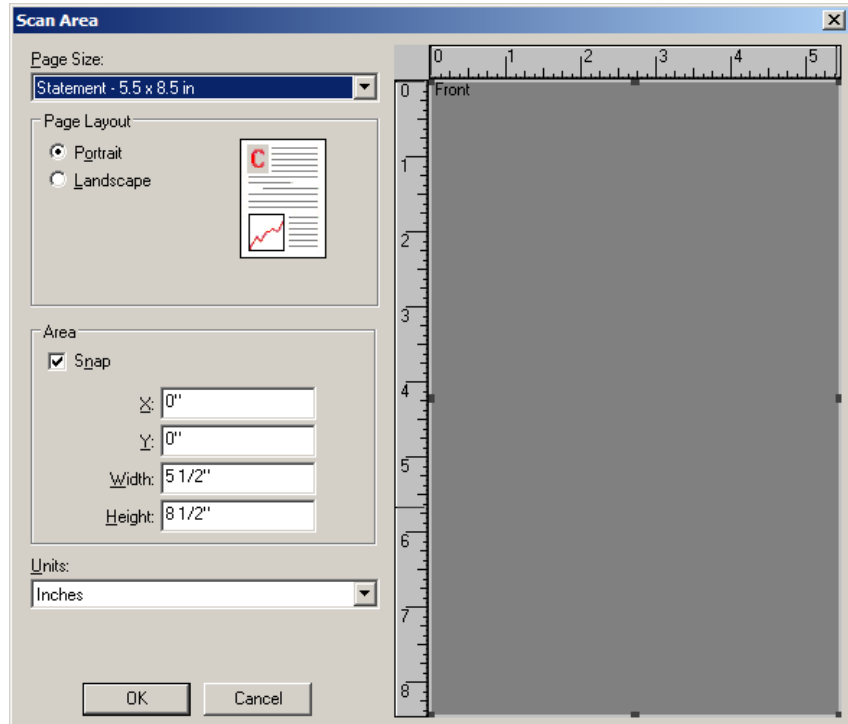 Scan Area
Page Size:
Statement - 5.5 x 8.5 in
Page Layout
Portrait
Landscape
C
Area
Snap
X: 0"
Y: 0"
Width: 5 1/2"
Height: 8 1/2"
Units:
Inches
OK Cancel
0 1 2 3 4 5
0
Front
1
2
3
4
5
6
7
8